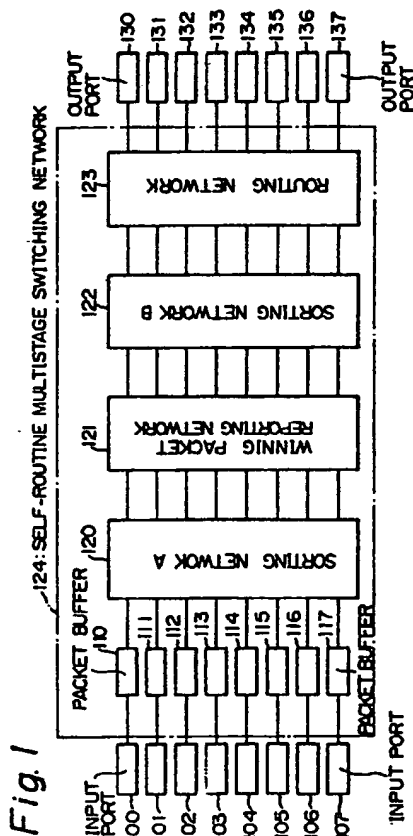 Fig. 1
124: SELF-ROUTINE MULTISTAGE SWITCHING NETWORK
INPUT PORT
00
01
02
03
04
05
06
07
INPUT PORT
PACKET BUFFER
110
111
112
113
114
115
116
117
PACKET BUFFER
120
SORTING NETWOK A
121
WINNIG PACKET REPORTING NETWORK
122
SORTING NETWORK B
123
ROUTING NETWORK
OUTPUT PORT
130
131
132
133
134
135
136
137
OUTPUT PORT